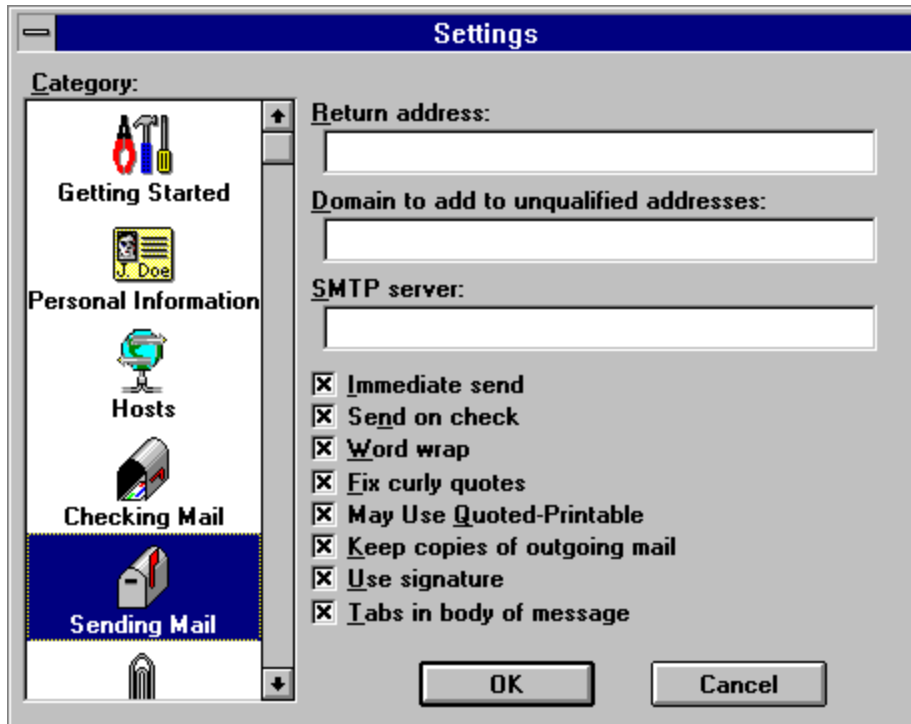 Settings
Category:
Getting Started
J. Doe
Personal Information
Hosts
Checking Mail
Sending Mail
Return address:
Domain to add to unqualified addresses:
SMTP server:
Immediate send
Send on check
Word wrap
Fix curly quotes
May Use Quoted-Printable
Keep copies of outgoing mail
Use signature
Tabs in body of message
OK
Cancel